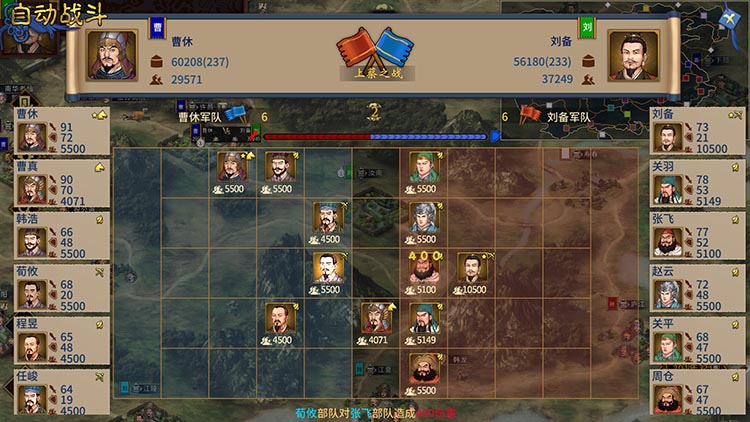 自动战斗
曹
曹休
60208(237)
29571
上蔡之战
刘
刘备
56180(233)
37249
曹休军队
6
2
6
刘备军队
曹休
91
72
5500
曹真
90
70
4071
韩浩
66
48
5500
荀攸
68
20
5500
程昱
65
48
4500
任峻
64
19
4500
5500
5500
5500
4500
5500
5500
400
5100
10500
4500
4071
5149
5500
刘备
73
21
10500
关羽
78
53
5149
张飞
77
52
5100
赵云
72
48
5500
关平
68
47
5500
周仓
67
47
5500
汝南
荀攸部队对张飞部队造成400伤害